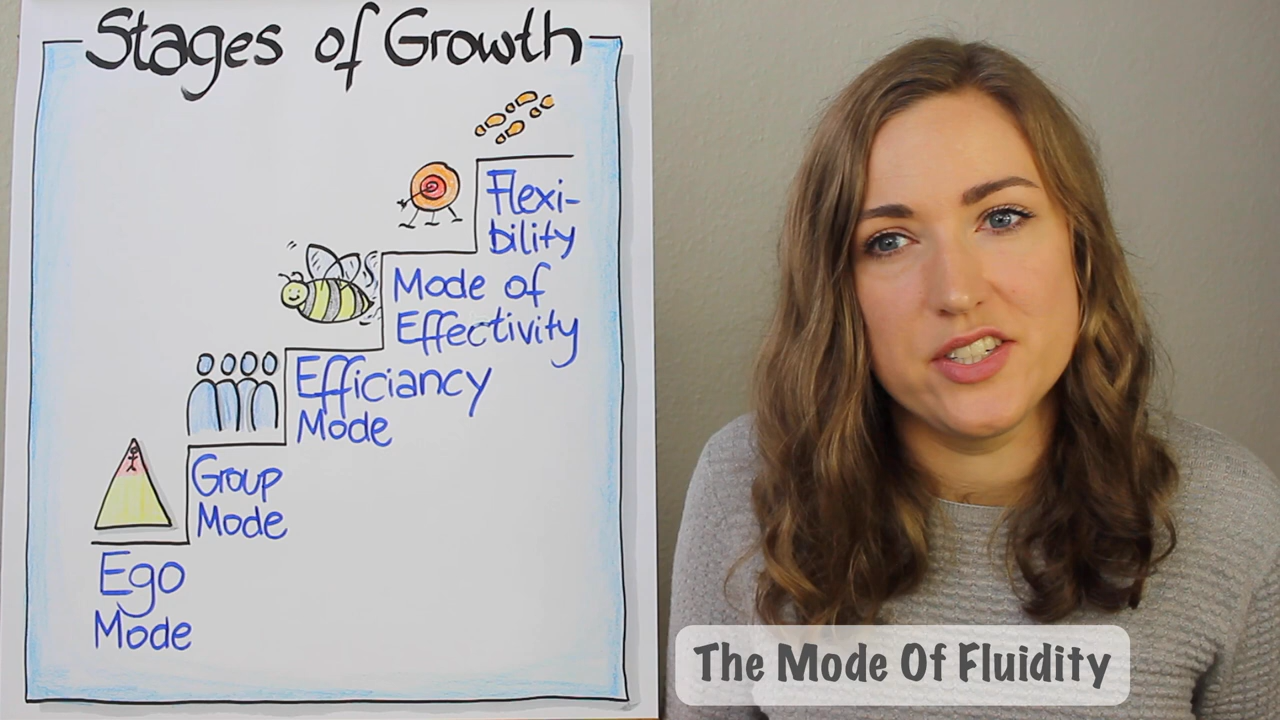 Stages of Growth
Flexi-
bility
Mode of
Effectivity
Efficiancy
Mode
Group
Mode
Ego
Mode
The Mode Of Fluidity